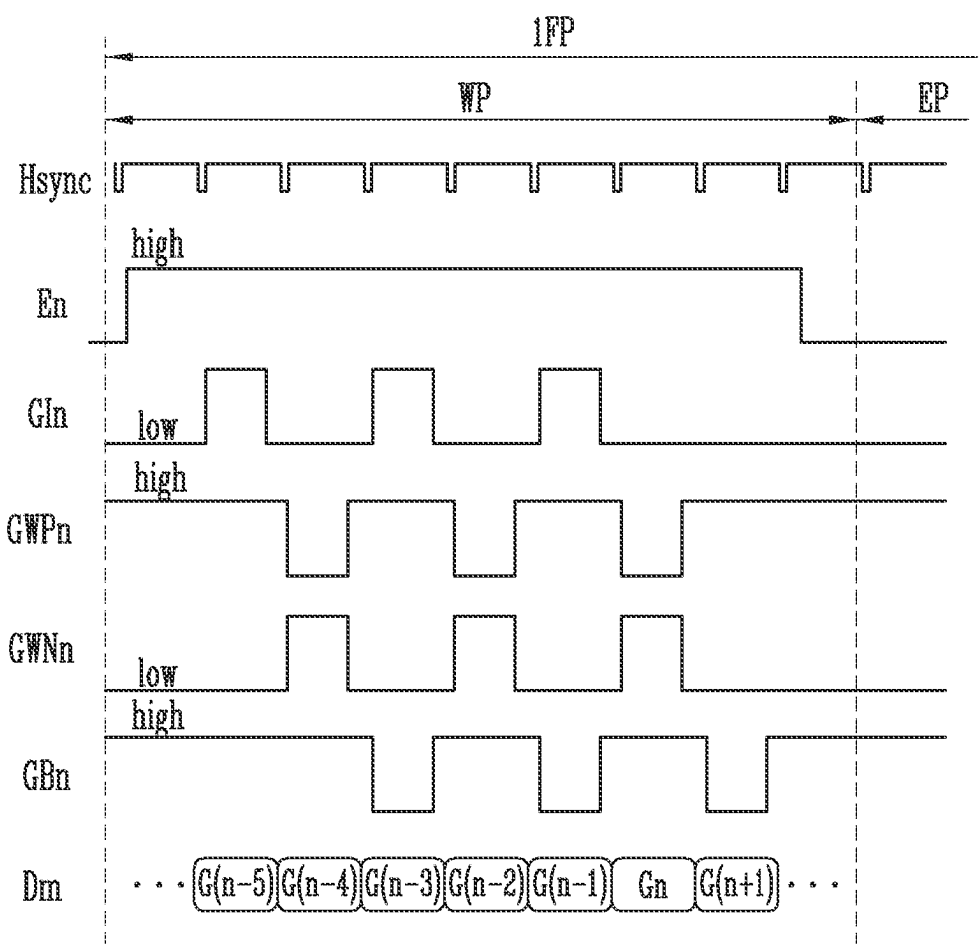 1FP
WP
EP
Hsync
high
En
GIn
low
high
GWPn
GWNn
low
high
GBn
Dm
· · · G(n-5) G(n-4) G(n-3) G(n-2) G(n-1) Gn G(n+1) · · ·